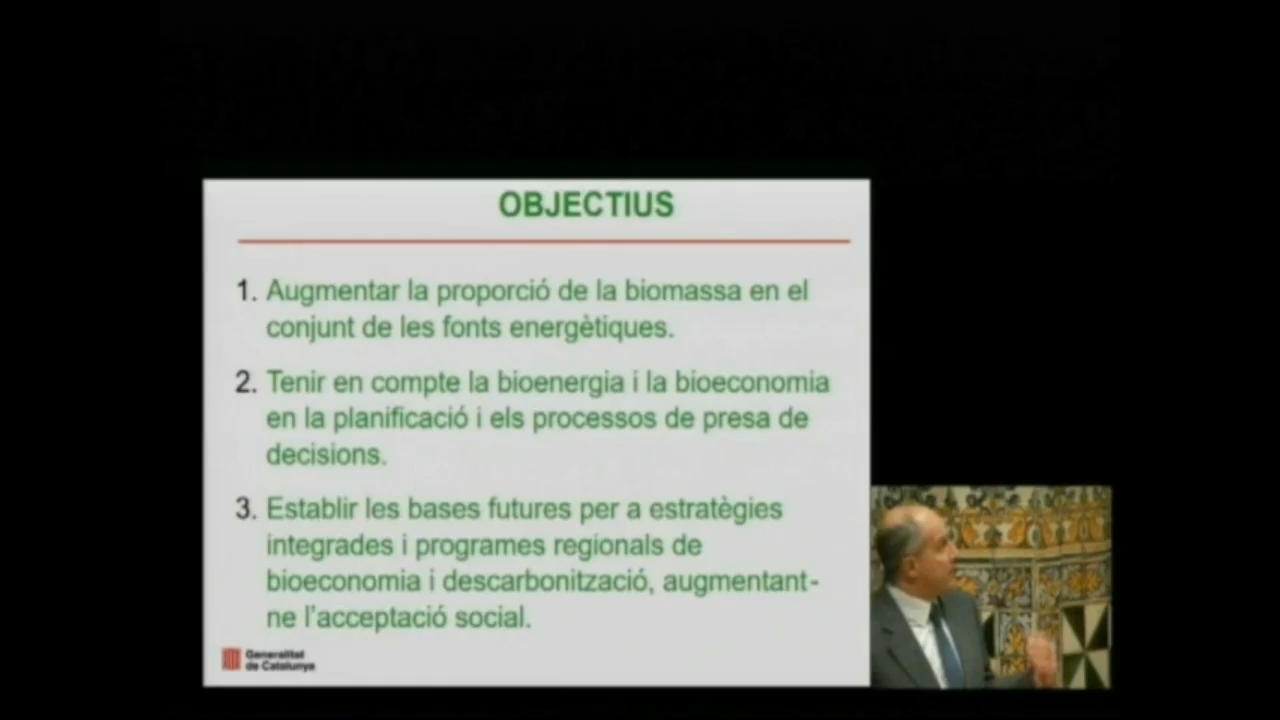 OBJECTIUS
1. Augmentar la proporció de la biomassa en el
conjunt de les fonts energètiques.
2. Tenir en compte la bioenergia i la bioeconomia
en la planificació i els processos de presa de
decisions.
3. Establir les bases futures per a estratègies
integrades i programes regionals de
bioeconomia i descarbonització, augmentant-
ne l'acceptació social.
Generalitat
de Catalunya